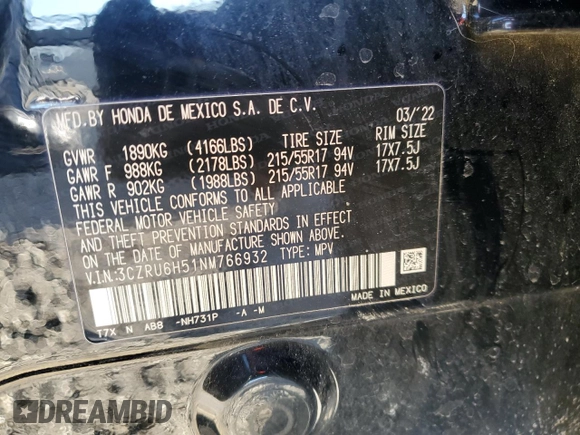 MFD. BY HONDA DE MEXICO S.A. DE C.V. 03/'22
GVWR 1890KG (4166LBS) TIRE SIZE RIM SIZE
GAWR F 988KG (2178LBS) 215/55R17 94V 17X7.5J
GAWR R 902KG (1988LBS) 215/55R17 94V 17X7.5J
THIS VEHICLE CONFORMS TO ALL APPLICABLE
FEDERAL MOTOR VEHICLE SAFETY
AND THEFT PREVENTION STANDARDS IN EFFECT
ON THE DATE OF MANUFACTURE SHOWN ABOVE.
V.I.N:3CZRU6H51NM766932 TYPE: MPV
T7X N AB8 -NH731P -A -M MADE IN MEXICO
DREAMBID